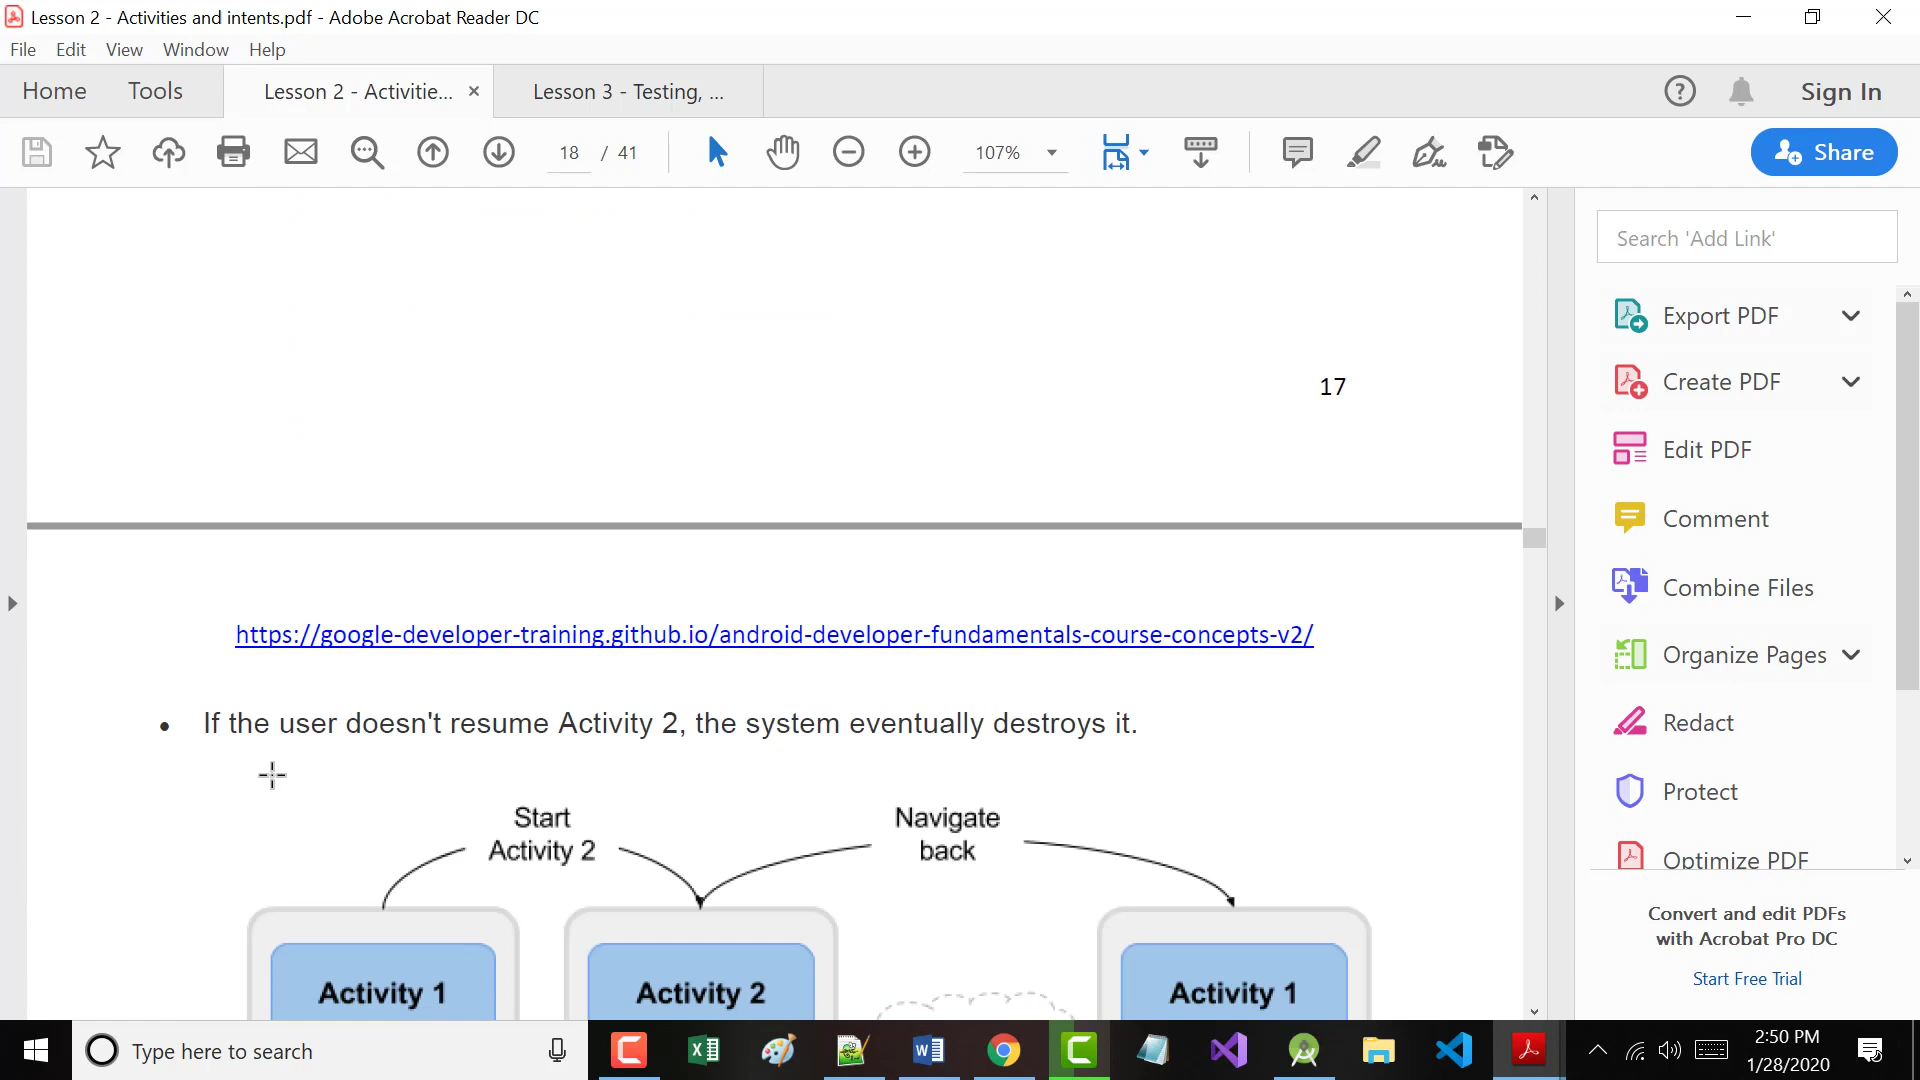 Lesson 2 - Activities and intents.pdf - Adobe Acrobat Reader DC
File Edit View Window Help
Home Tools Lesson 2 - Activitie... × Lesson 3 - Testing, ... Sign In
18 / 41 107% Share
Search 'Add Link'
Export PDF
17
Create PDF
Edit PDF
Comment
Combine Files
https://google-developer-training.github.io/android-developer-fundamentals-course-concepts-v2/
Organize Pages
• If the user doesn't resume Activity 2, the system eventually destroys it.
Redact
Protect
Start
Activity 2
Navigate
back
Optimize PDF
Convert and edit PDFs
with Acrobat Pro DC
Start Free Trial
Activity 1 Activity 2 Activity 1
Type here to search
2:50 PM
1/28/2020